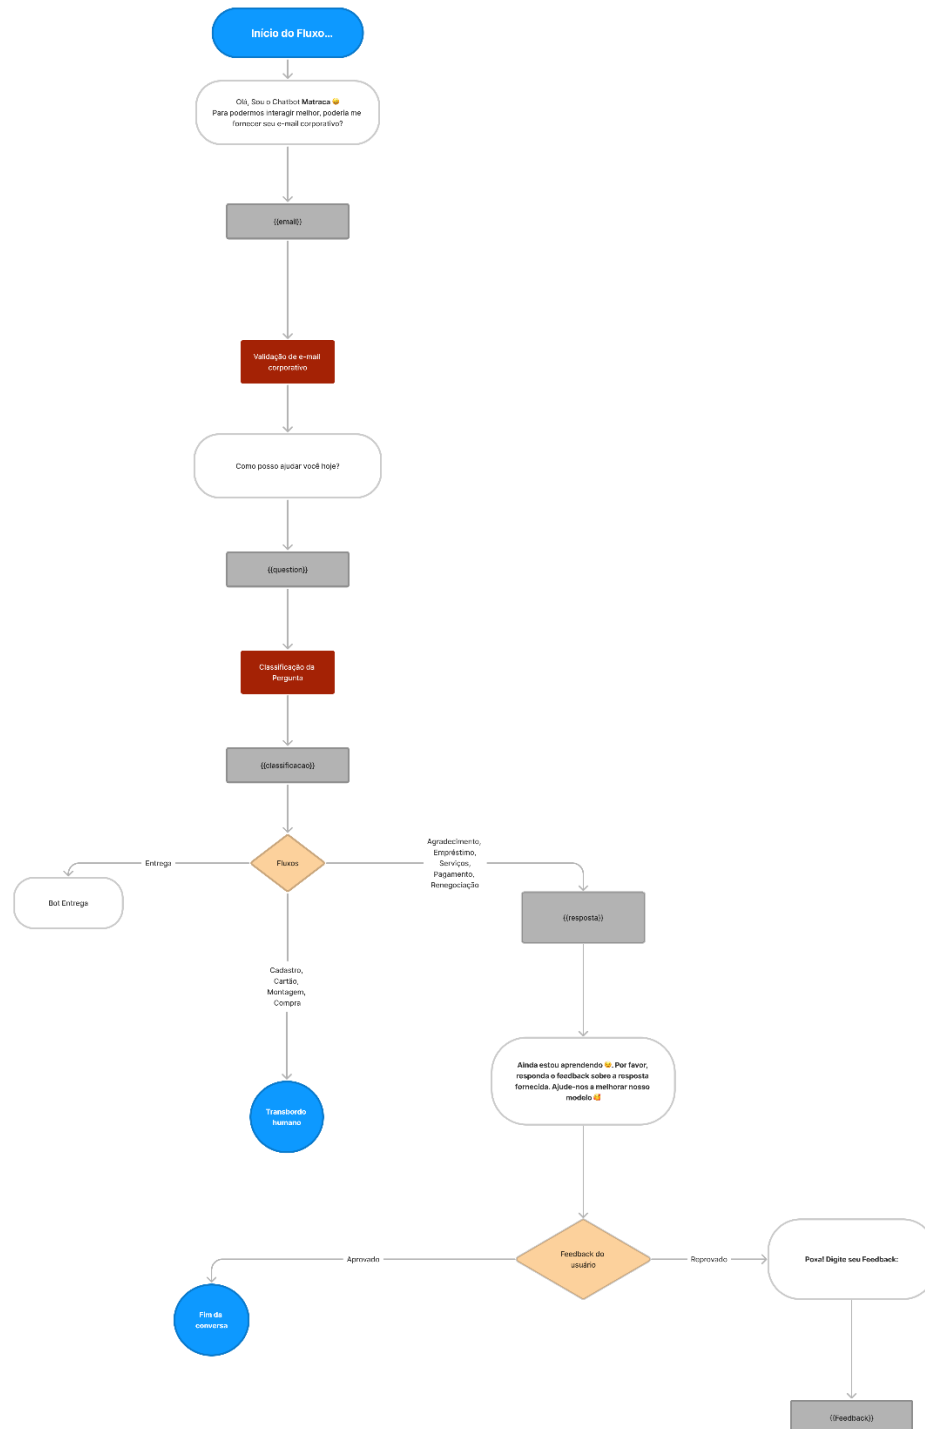 Início do Fluxo...
Olá, Sou o Chatbot Matraca 😀
Para podermos interagir melhor, poderia me
fornecer seu e-mail corporativo?
{{email}}
Validação de e-mail
corporativo
Como posso ajudar você hoje?
{{question}}
Classificação da
Pergunta
{{classificacao}}
Fluxos
Entrega
Bot Entrega
Agradecimento,
Empréstimo,
Serviços,
Pagamento,
Renegociação
{{resposta}}
Cadastro,
Cartão,
Montagem,
Compra
Transbordo
humano
Ainda estou aprendendo 😉. Por favor,
responda o feedback sobre a resposta
fornecida. Ajude-nos a melhorar nosso
modelo 🥰
Feedback do
usuário
Aprovado
Fim da
conversa
Reprovado
Poxa! Digite seu Feedback:
{{Feedback}}